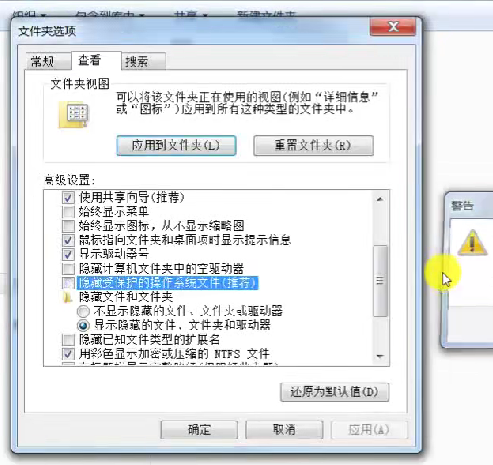 组织 包含到库中 共享 新建文件夹
文件夹选项
常规 查看 搜索
文件夹视图
可以将该文件夹正在使用的视图(例如“详细信息”
或“图标”)应用到所有这种类型的文件夹中。
应用到文件夹(L) 重置文件夹(R)
高级设置:
使用共享向导(推荐)
始终显示菜单
始终显示图标，从不显示缩略图
鼠标指向文件夹和桌面项时显示提示信息
显示驱动器号
隐藏计算机文件夹中的空驱动器
隐藏受保护的操作系统文件(推荐)
隐藏文件和文件夹
不显示隐藏的文件、文件夹或驱动器
显示隐藏的文件、文件夹和驱动器
隐藏已知文件类型的扩展名
用彩色显示加密或压缩的 NTFS 文件
还原为默认值(D)
确定 取消 应用(A)
警告